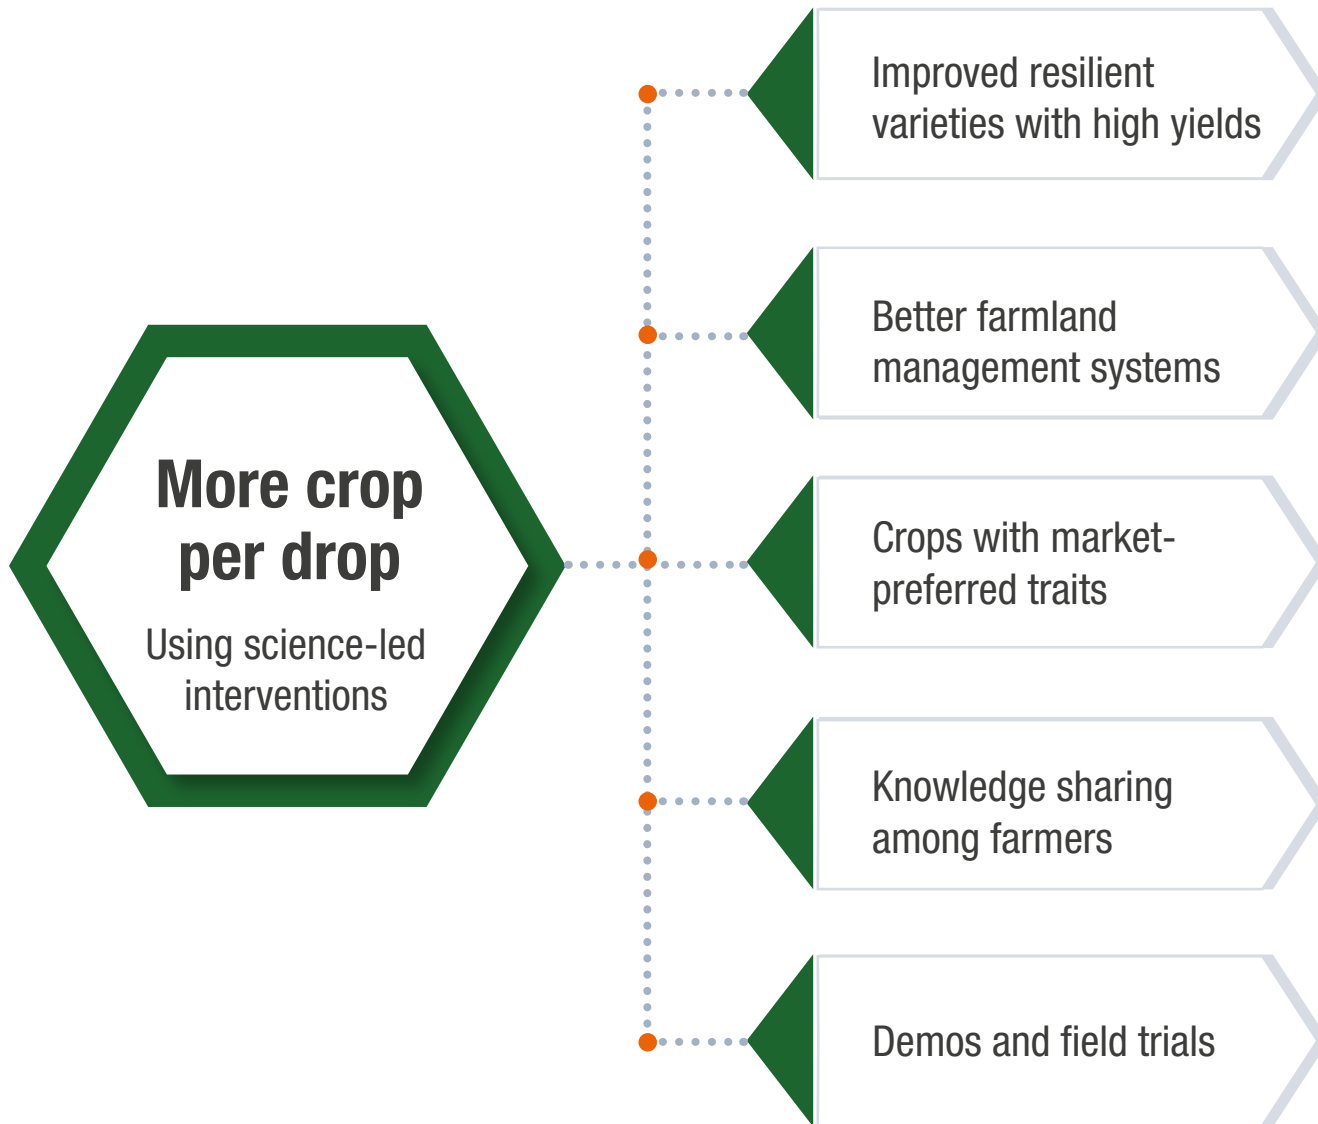 More crop
per drop
Using science-led
interventions
Improved resilient
varieties with high yields
Better farmland
management systems
Crops with market-
preferred traits
Knowledge sharing
among farmers
Demos and field trials